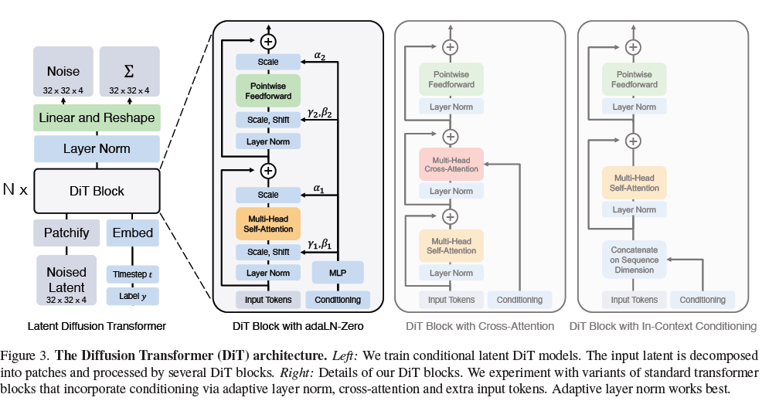 Noise
32 x 32 x 4
Σ
32 x 32 x 4
Linear and Reshape
Layer Norm
N x
DiT Block
Patchify
Embed
Noised
Latent
32 x 32 x 4
Timestep t
Label y
Latent Diffusion Transformer
+
Scale
α₂
Pointwise
Feedforward
Scale, Shift
γ₂,β₂
Layer Norm
+
Scale
α₁
Multi-Head
Self-Attention
Scale, Shift
γ₁,β₁
Layer Norm
MLP
Input Tokens
Conditioning
DiT Block with adaLN-Zero
+
Pointwise
Feedforward
Layer Norm
+
Multi-Head
Cross-Attention
Layer Norm
+
Multi-Head
Self-Attention
Layer Norm
Input Tokens
Conditioning
DiT Block with Cross-Attention
+
Pointwise
Feedforward
Layer Norm
+
Multi-Head
Self-Attention
Layer Norm
Concatenate
on Sequence
Dimension
Input Tokens
Conditioning
DiT Block with In-Context Conditioning
Figure 3. The Diffusion Transformer (DiT) architecture. Left: We train conditional latent DiT models. The input latent is decomposed
into patches and processed by several DiT blocks. Right: Details of our DiT blocks. We experiment with variants of standard transformer
blocks that incorporate conditioning via adaptive layer norm, cross-attention and extra input tokens. Adaptive layer norm works best.